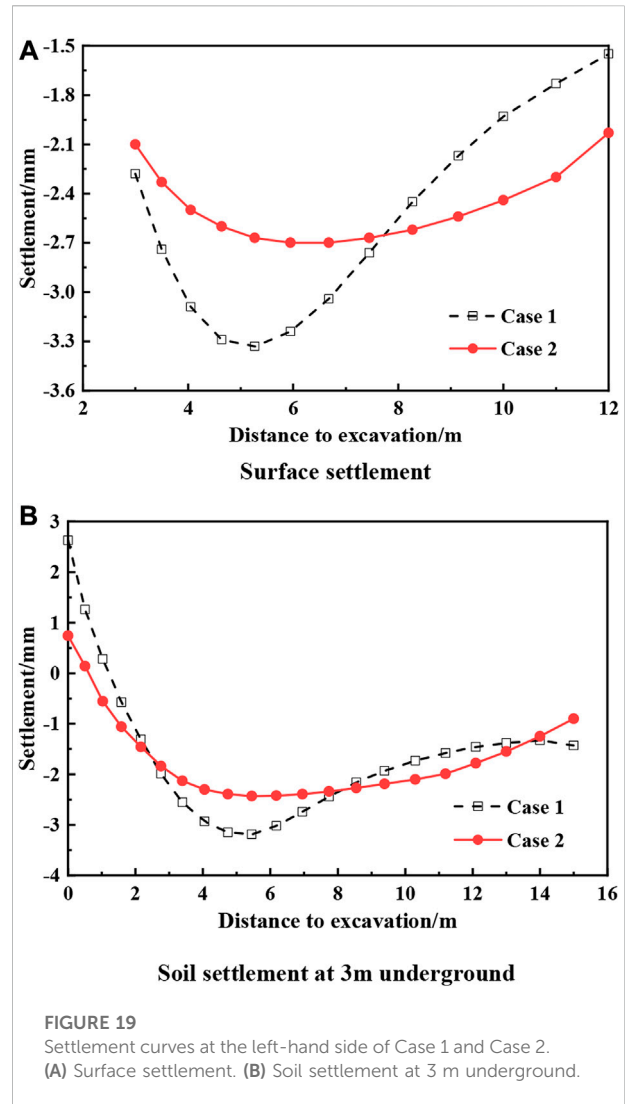 A
-1.5
-1.8
-2.1
-2.4
-2.7
-3.0
-3.3
-3.6
Settlement/mm
Case 1
Case 2
2 4 6 8 10 12
Distance to excavation/m
Surface settlement
B
3
2
1
0
-1
-2
-3
-4
Settlement/mm
Case 1
Case 2
0 2 4 6 8 10 12 14 16
Distance to excavation/m
Soil settlement at 3m underground
FIGURE 19
Settlement curves at the left-hand side of Case 1 and Case 2.
(A) Surface settlement. (B) Soil settlement at 3 m underground.